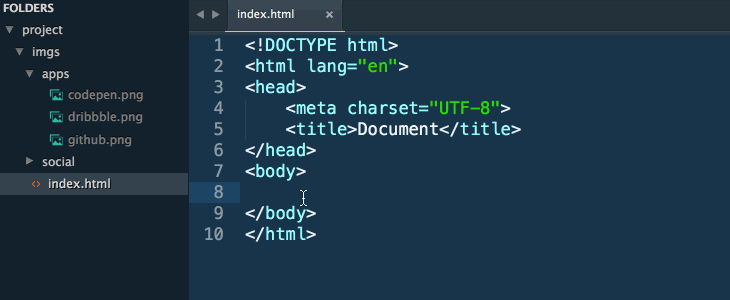 FOLDERS
project
imgs
apps
codepen.png
dribbble.png
github.png
social
index.html
index.html ×
1 <!DOCTYPE html>
2 <html lang="en">
3 <head>
4     <meta charset="UTF-8">
5     <title>Document</title>
6 </head>
7 <body>
8
9 </body>
10 </html>